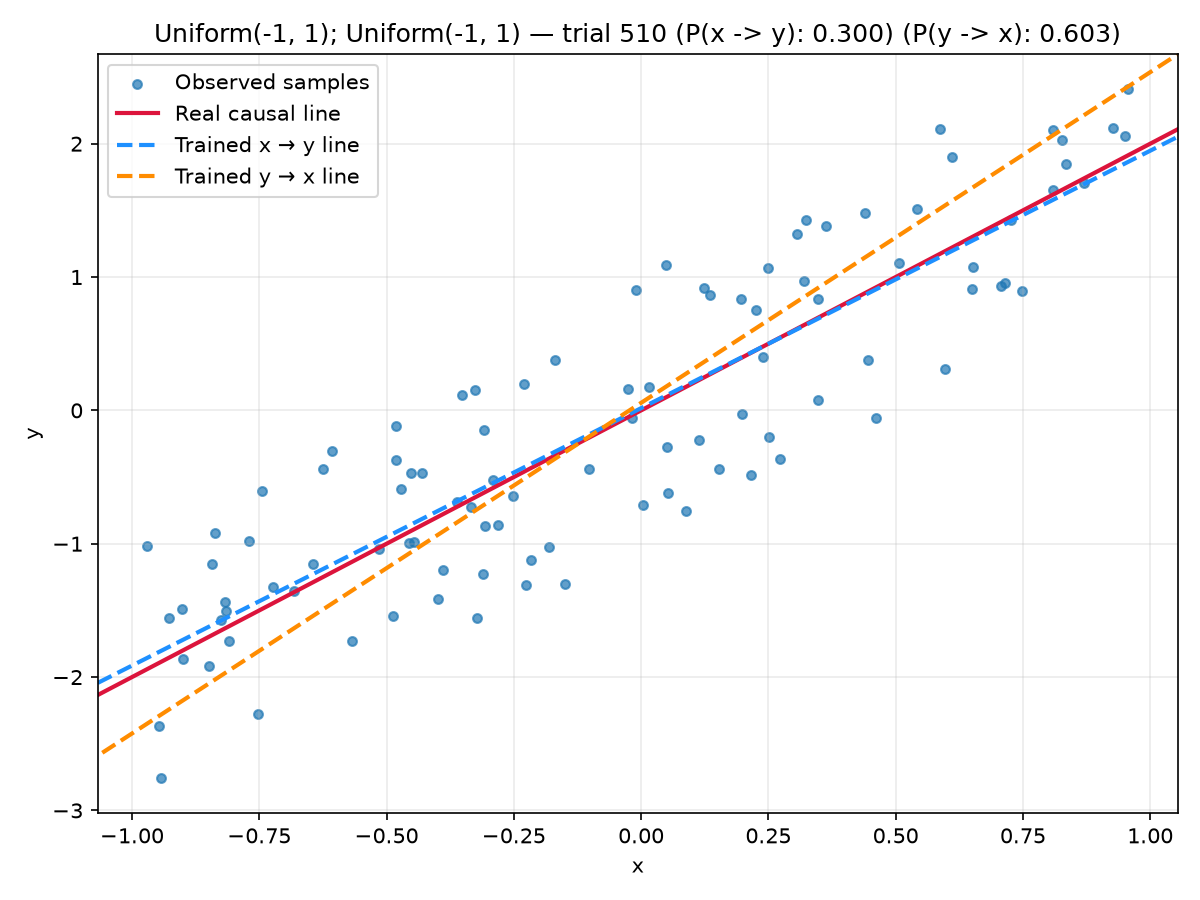 Uniform(-1, 1); Uniform(-1, 1) — trial 510 (P(x -> y): 0.300) (P(y -> x): 0.603)
Observed samples
Real causal line
Trained x → y line
Trained y → x line
2
1
0
−1
−2
−3
y
−1.00
−0.75
−0.50
−0.25
0.00
0.25
0.50
0.75
1.00
x